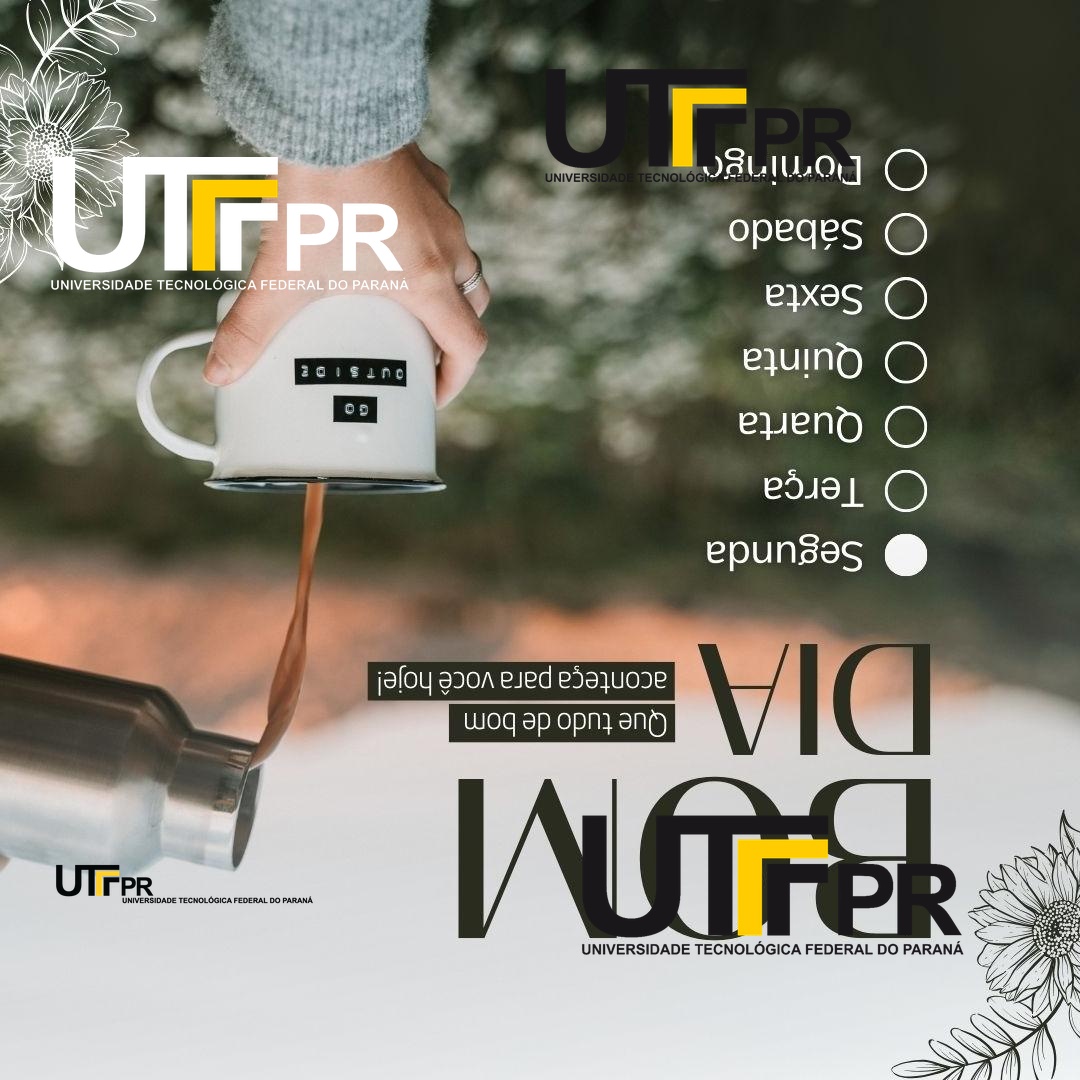 UTFPR
UNIVERSIDADE TECNOLÓGICA FEDERAL DO PARANÁ
UTFPR
UNIVERSIDADE TECNOLÓGICA FEDERAL DO PARANÁ
BOM
DIA
Que tudo de bom
aconteça para você hoje!
Segunda
Terça
Quarta
Quinta
Sexta
Sábado
Domingo
GO
OUTSIDE
UTFPR
UNIVERSIDADE TECNOLÓGICA FEDERAL DO PARANÁ
UTFPR
UNIVERSIDADE TECNOLÓGICA FEDERAL DO PARANÁ